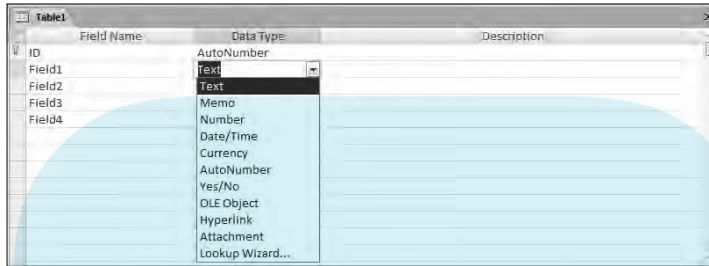 Table1
Field Name Data Type Description
ID AutoNumber
Field1 Text
Field2 Text
Field3 Memo
Field4 Number
Date/Time
Currency
AutoNumber
Yes/No
OLE Object
Hyperlink
Attachment
Lookup Wizard...